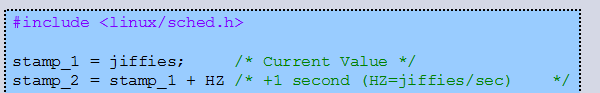 #include <linux/sched.h>
stamp_1 = jiffies;     /* Current Value */
stamp_2 = stamp_1 + HZ /* +1 second (HZ=jiffies/sec)    */